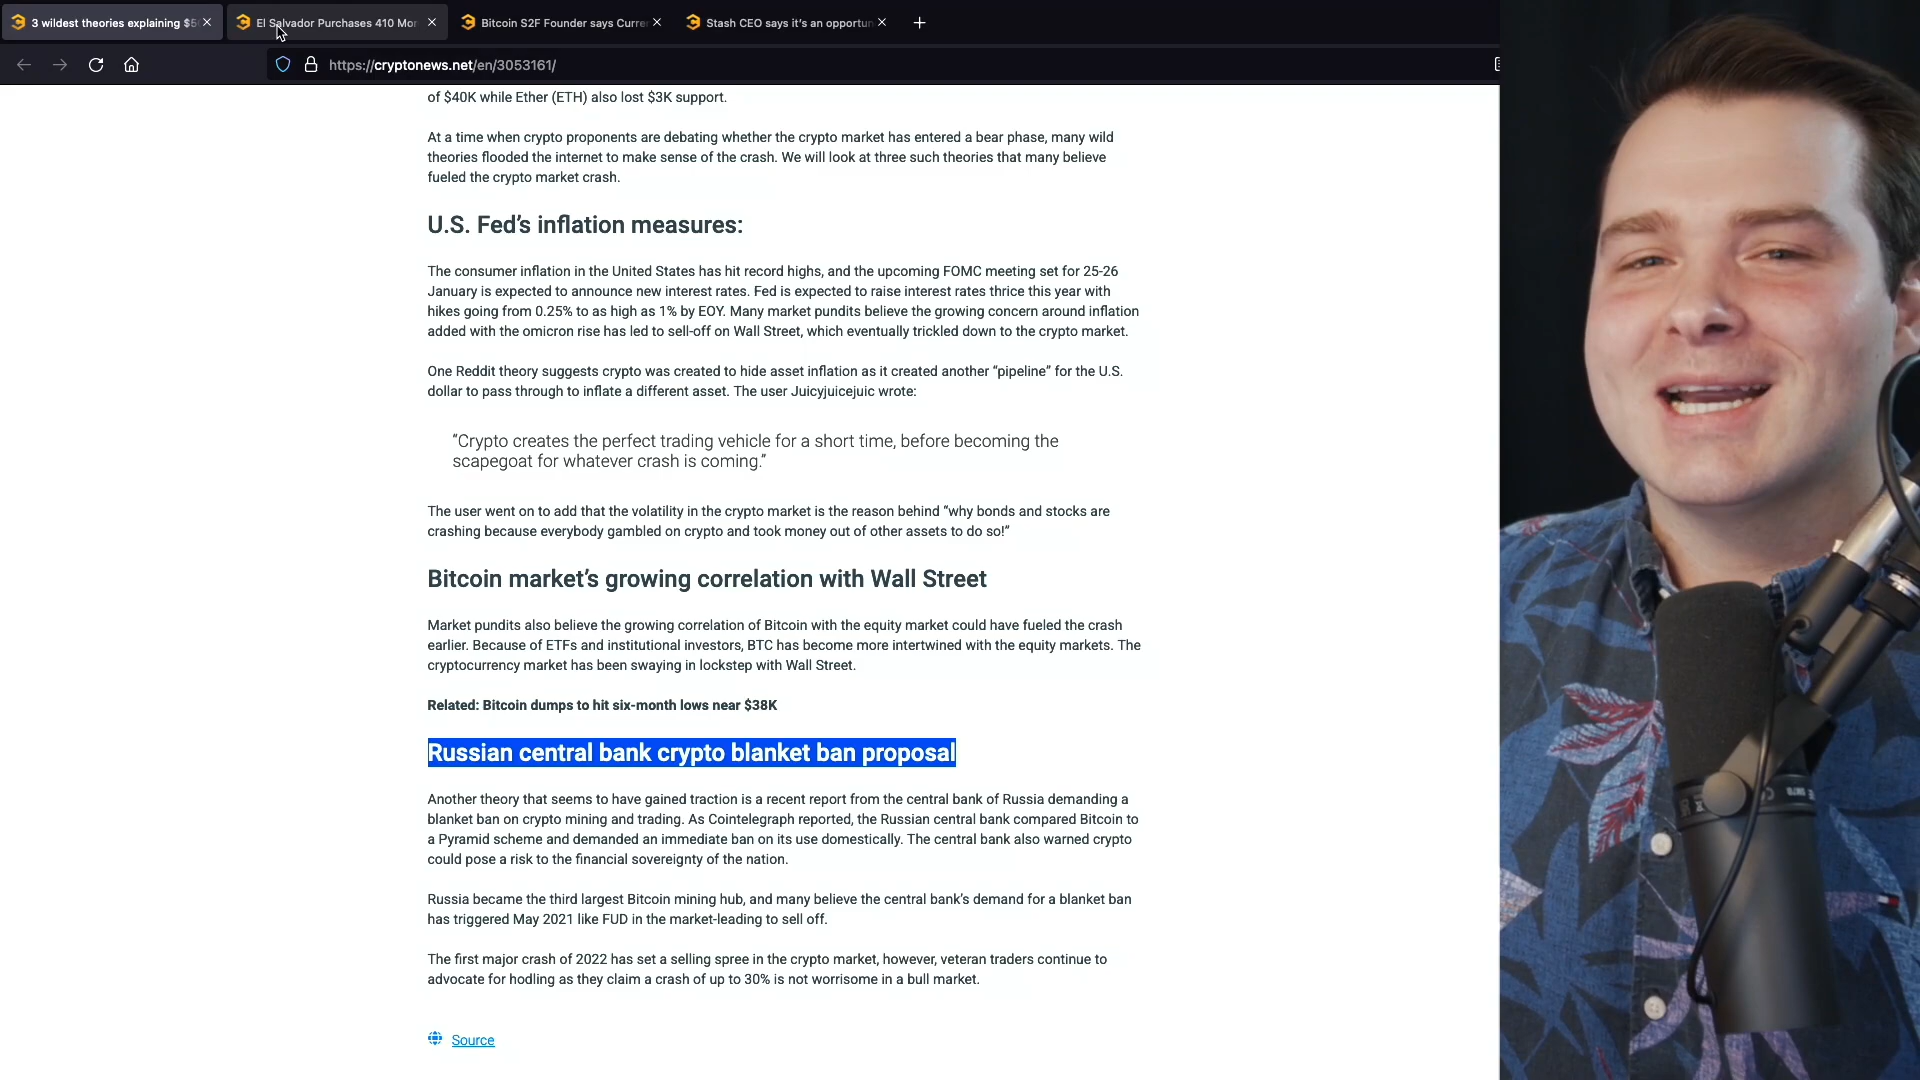 3 wildest theories explaining $5
El Salvador Purchases 410 Mor
Bitcoin S2F Founder says Curre
Stash CEO says it's an opportun
https://cryptonews.net/en/3053161/
of $40K while Ether (ETH) also lost $3K support.
At a time when crypto proponents are debating whether the crypto market has entered a bear phase, many wild
theories flooded the internet to make sense of the crash. We will look at three such theories that many believe
fueled the crypto market crash.
U.S. Fed’s inflation measures:
The consumer inflation in the United States has hit record highs, and the upcoming FOMC meeting set for 25-26
January is expected to announce new interest rates. Fed is expected to raise interest rates thrice this year with
hikes going from 0.25% to as high as 1% by EOY. Many market pundits believe the growing concern around inflation
added with the omicron rise has led to sell-off on Wall Street, which eventually trickled down to the crypto market.
One Reddit theory suggests crypto was created to hide asset inflation as it created another “pipeline” for the U.S.
dollar to pass through to inflate a different asset. The user Juicyjuicejuic wrote:
“Crypto creates the perfect trading vehicle for a short time, before becoming the
scapegoat for whatever crash is coming.”
The user went on to add that the volatility in the crypto market is the reason behind “why bonds and stocks are
crashing because everybody gambled on crypto and took money out of other assets to do so!”
Bitcoin market’s growing correlation with Wall Street
Market pundits also believe the growing correlation of Bitcoin with the equity market could have fueled the crash
earlier. Because of ETFs and institutional investors, BTC has become more intertwined with the equity markets. The
cryptocurrency market has been swaying in lockstep with Wall Street.
Related: Bitcoin dumps to hit six-month lows near $38K
Russian central bank crypto blanket ban proposal
Another theory that seems to have gained traction is a recent report from the central bank of Russia demanding a
blanket ban on crypto mining and trading. As Cointelegraph reported, the Russian central bank compared Bitcoin to
a Pyramid scheme and demanded an immediate ban on its use domestically. The central bank also warned crypto
could pose a risk to the financial sovereignty of the nation.
Russia became the third largest Bitcoin mining hub, and many believe the central bank’s demand for a blanket ban
has triggered May 2021 like FUD in the market-leading to sell off.
The first major crash of 2022 has set a selling spree in the crypto market, however, veteran traders continue to
advocate for hodling as they claim a crash of up to 30% is not worrisome in a bull market.
Source